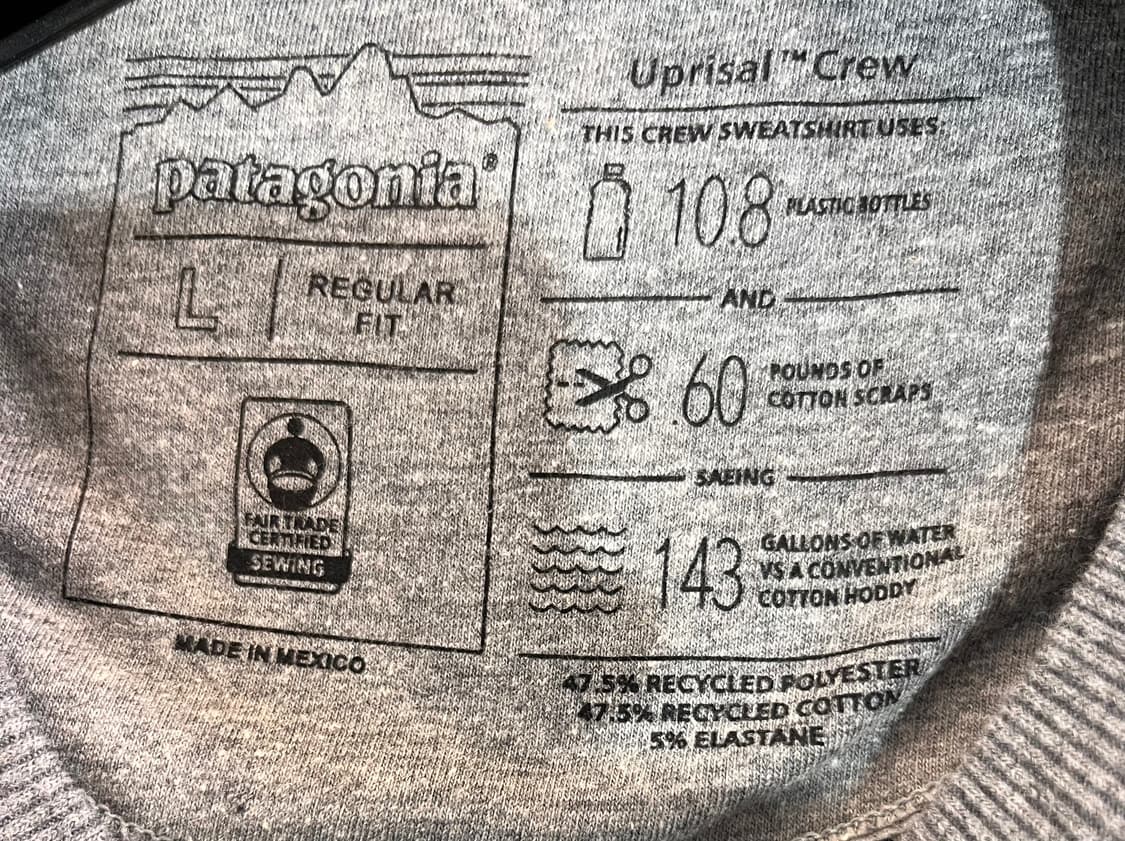 patagonia®
L
REGULAR
FIT
FAIR TRADE
CERTIFIED
SEWING
MADE IN MEXICO
Uprisal™ Crew
THIS CREW SWEATSHIRT USES:
10.8 PLASTIC BOTTLES
AND
.60 POUNDS OF
COTTON SCRAPS
SAEING
143 GALLONS OF WATER
VS A CONVENTIONAL
COTTON HODDY
47.5% RECYCLED POLYESTER
47.5% RECYCLED COTTON
5% ELASTANE